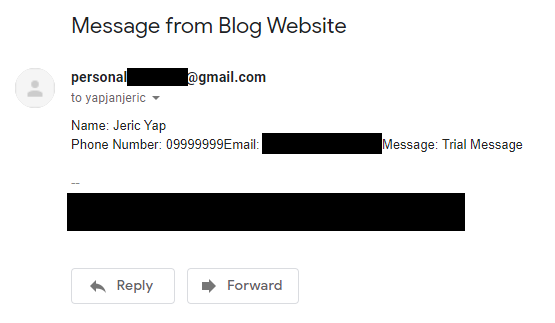 Message from Blog Website
personal @gmail.com
to yapjanjeric
Name: Jeric Yap
Phone Number: 09999999Email: Message: Trial Message
--
Reply
Forward